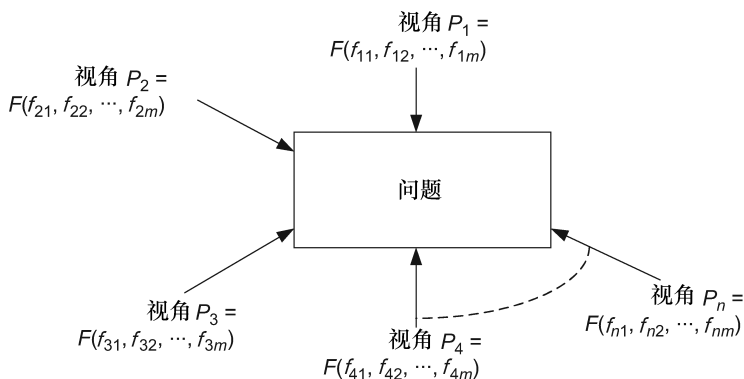 视角 P₁ =
F(f₁₁, f₁₂, ···, f₁ₘ)
视角 P₂ =
F(f₂₁, f₂₂, ···, f₂ₘ)
问题
视角 P₃ =
F(f₃₁, f₃₂, ···, f₃ₘ)
视角 P₄ =
F(f₄₁, f₄₂, ···, f₄ₘ)
视角 Pₙ =
F(fₙ₁, fₙ₂, ···, fₙₘ)